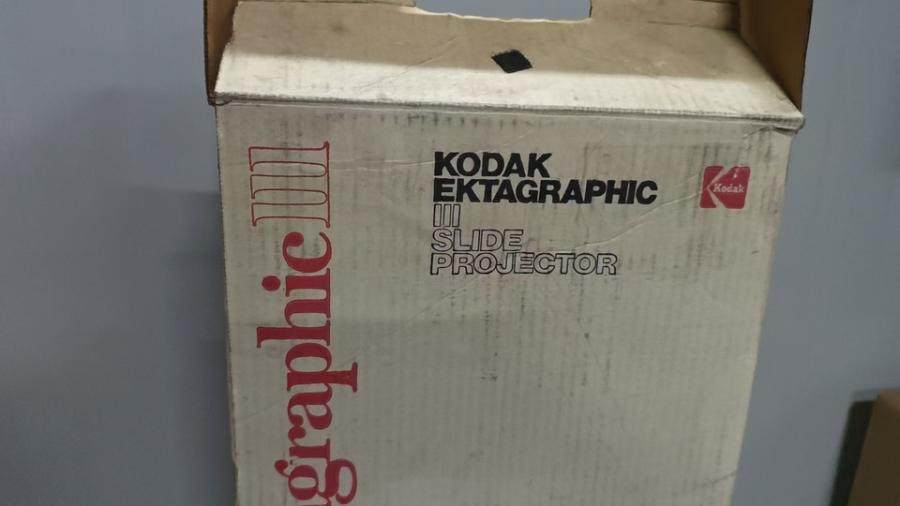 KODAK
EKTAGRAPHIC
III
SLIDE
PROJECTOR
Kodak
graphic III